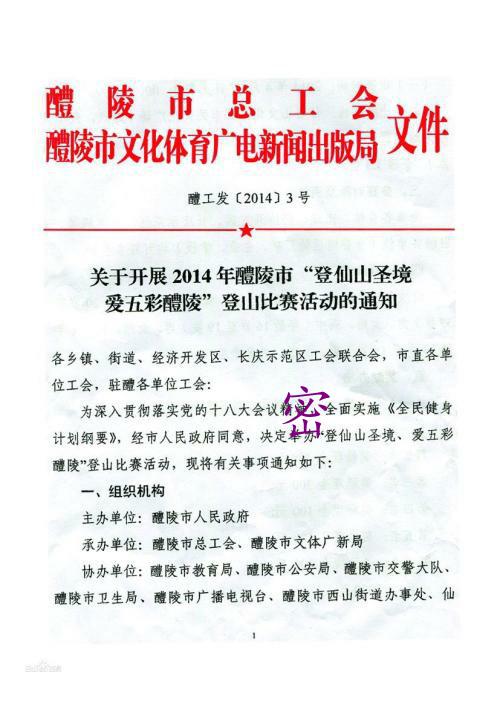 醴陵市总工会
醴陵市文化体育广电新闻出版局 文件
醴工发〔2014〕3号
关于开展 2014 年醴陵市“登仙山圣境
爱五彩醴陵”登山比赛活动的通知
各乡镇、街道、经济开发区、长庆示范区工会联合会，市直各单
位工会，驻醴各单位工会：
为深入贯彻落实党的十八大会议精神，全面实施《全民健身
计划纲要》，经市人民政府同意，决定举办“登仙山圣境、爱五彩
醴陵”登山比赛活动，现将有关事项通知如下：
密
一、组织机构
主办单位：醴陵市人民政府
承办单位：醴陵市总工会、醴陵市文体广新局
协办单位：醴陵市教育局、醴陵市公安局、醴陵市交警大队、
醴陵市卫生局、醴陵市广播电视台、醴陵市西山街道办事处、仙
1